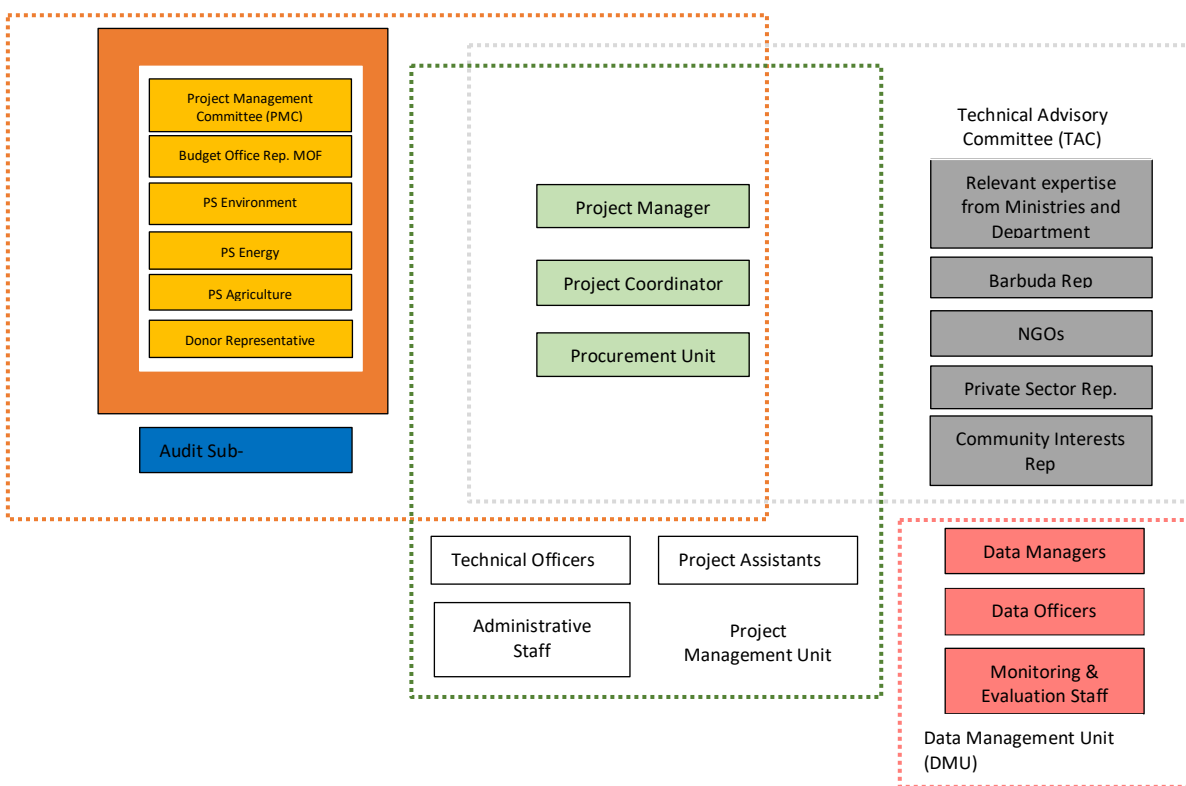 Project Management
Committee (PMC)
Budget Office Rep. MOF
PS Environment
PS Energy
PS Agriculture
Donor Representative
Audit Sub-
Project Manager
Project Coordinator
Procurement Unit
Technical Advisory
Committee (TAC)
Relevant expertise
from Ministries and
Department
Barbuda Rep
NGOs
Private Sector Rep.
Community Interests
Rep
Technical Officers
Project Assistants
Administrative
Staff
Project
Management Unit
Data Managers
Data Officers
Monitoring &
Evaluation Staff
Data Management Unit
(DMU)